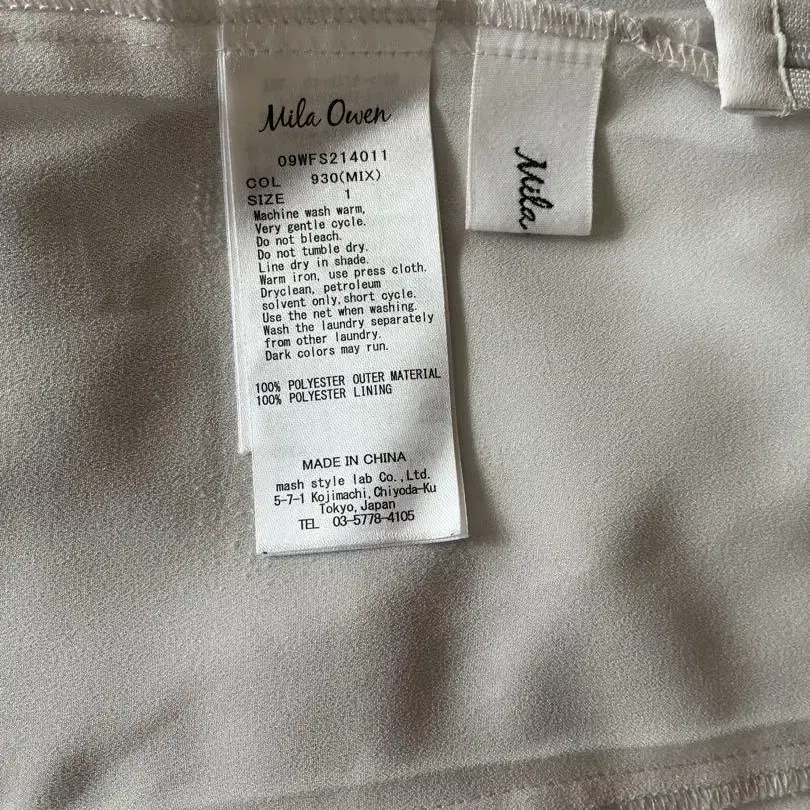 Mila Owen
09WFS214011
COL 930(MIX)
SIZE 1
Machine wash warm,
Very gentle cycle.
Do not bleach.
Do not tumble dry.
Line dry in shade.
Warm iron, use press cloth.
Dryclean, petroleum
solvent only,short cycle.
Use the net when washing.
Wash the laundry separately
from other laundry.
Dark colors may run.
100% POLYESTER OUTER MATERIAL
100% POLYESTER LINING
MADE IN CHINA
mash style lab Co.,Ltd.
5-7-1 Kojimachi,Chiyoda-Ku
Tokyo,Japan
TEL 03-5778-4105
Mila